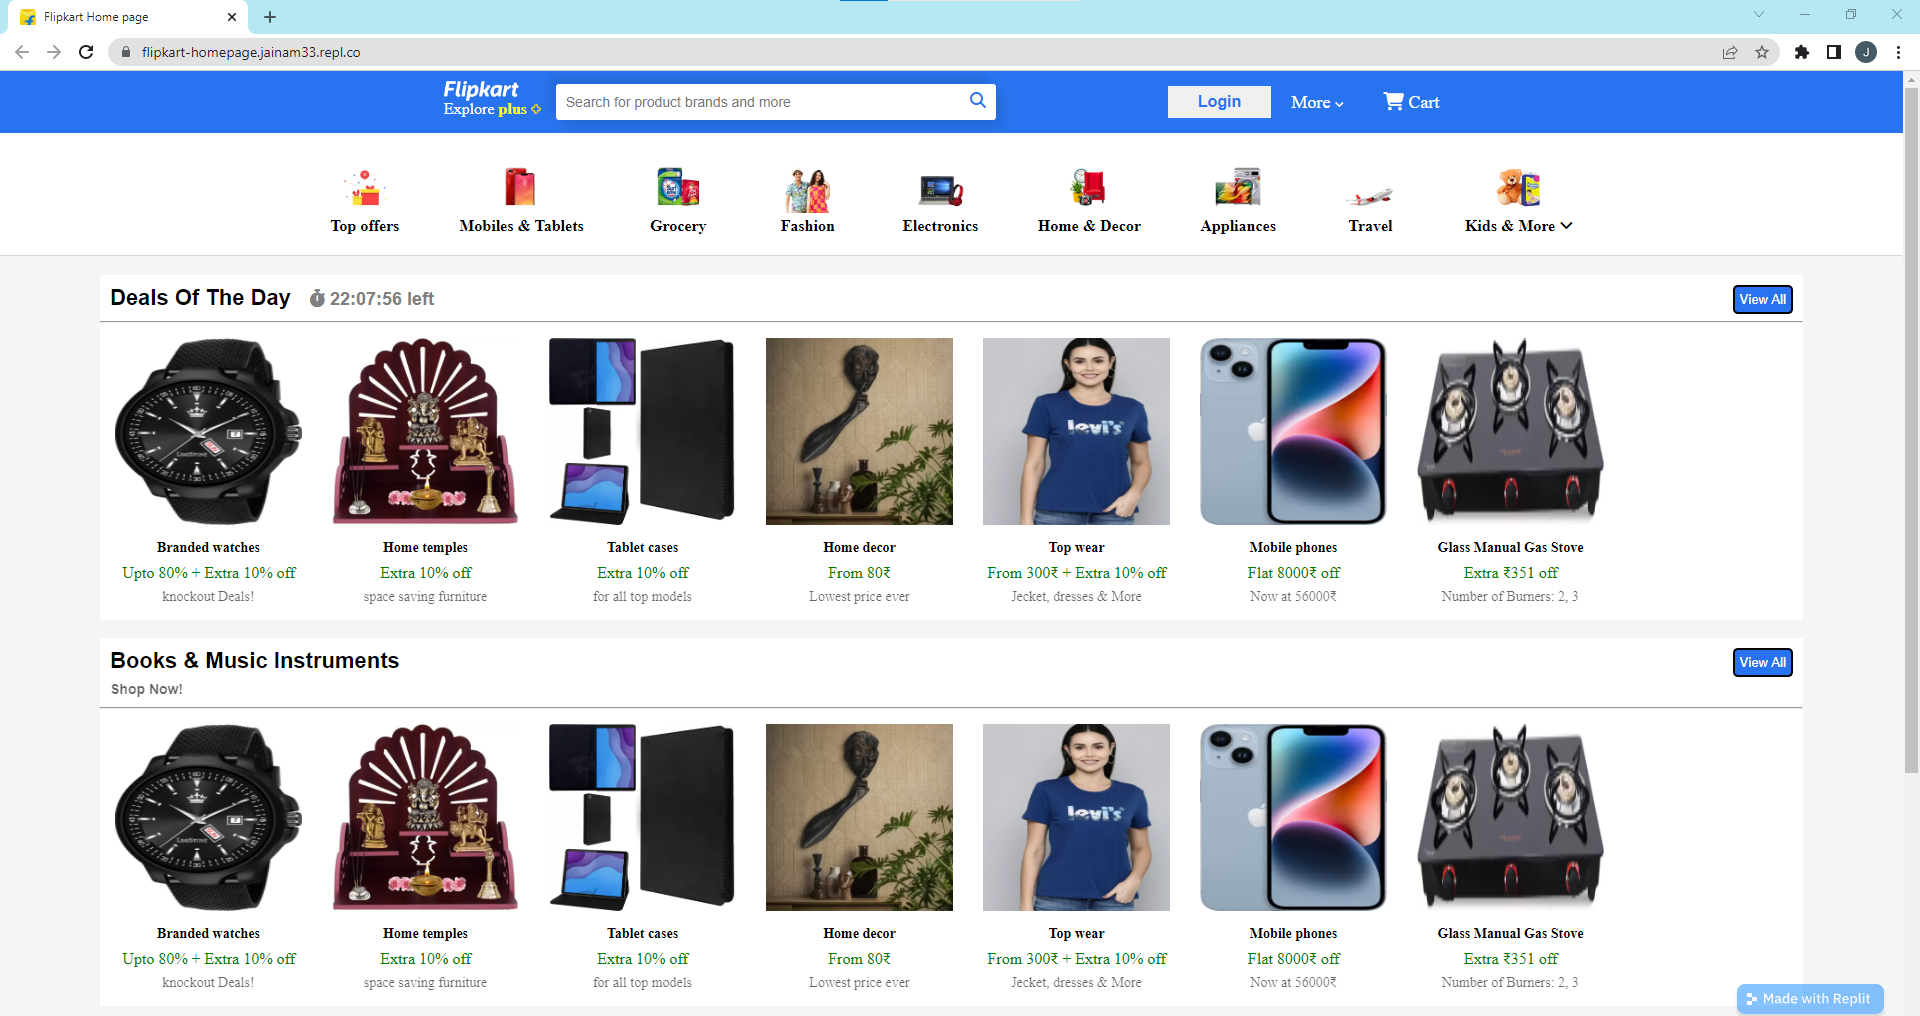 Flipkart Home page
flipkart-homepage.jainam33.repl.co
J
Flipkart
Explore plus
Search for product brands and more
Login
More
Cart
Top offers
Mobiles & Tablets
Grocery
Fashion
Electronics
Home & Decor
Appliances
Travel
Kids & More
Deals Of The Day
22:07:56 left
View All
levi's
Branded watches
Home temples
Tablet cases
Home decor
Top wear
Mobile phones
Glass Manual Gas Stove
Upto 80% + Extra 10% off
Extra 10% off
Extra 10% off
From 80₹
From 300₹ + Extra 10% off
Flat 8000₹ off
Extra ₹351 off
knockout Deals!
space saving furniture
for all top models
Lowest price ever
Jecket, dresses & More
Now at 56000₹
Number of Burners: 2, 3
Books & Music Instruments
View All
Shop Now!
levi's
Branded watches
Home temples
Tablet cases
Home decor
Top wear
Mobile phones
Glass Manual Gas Stove
Upto 80% + Extra 10% off
Extra 10% off
Extra 10% off
From 80₹
From 300₹ + Extra 10% off
Flat 8000₹ off
Extra ₹351 off
knockout Deals!
space saving furniture
for all top models
Lowest price ever
Jecket, dresses & More
Now at 56000₹
Number of Burners: 2, 3
Made with Replit